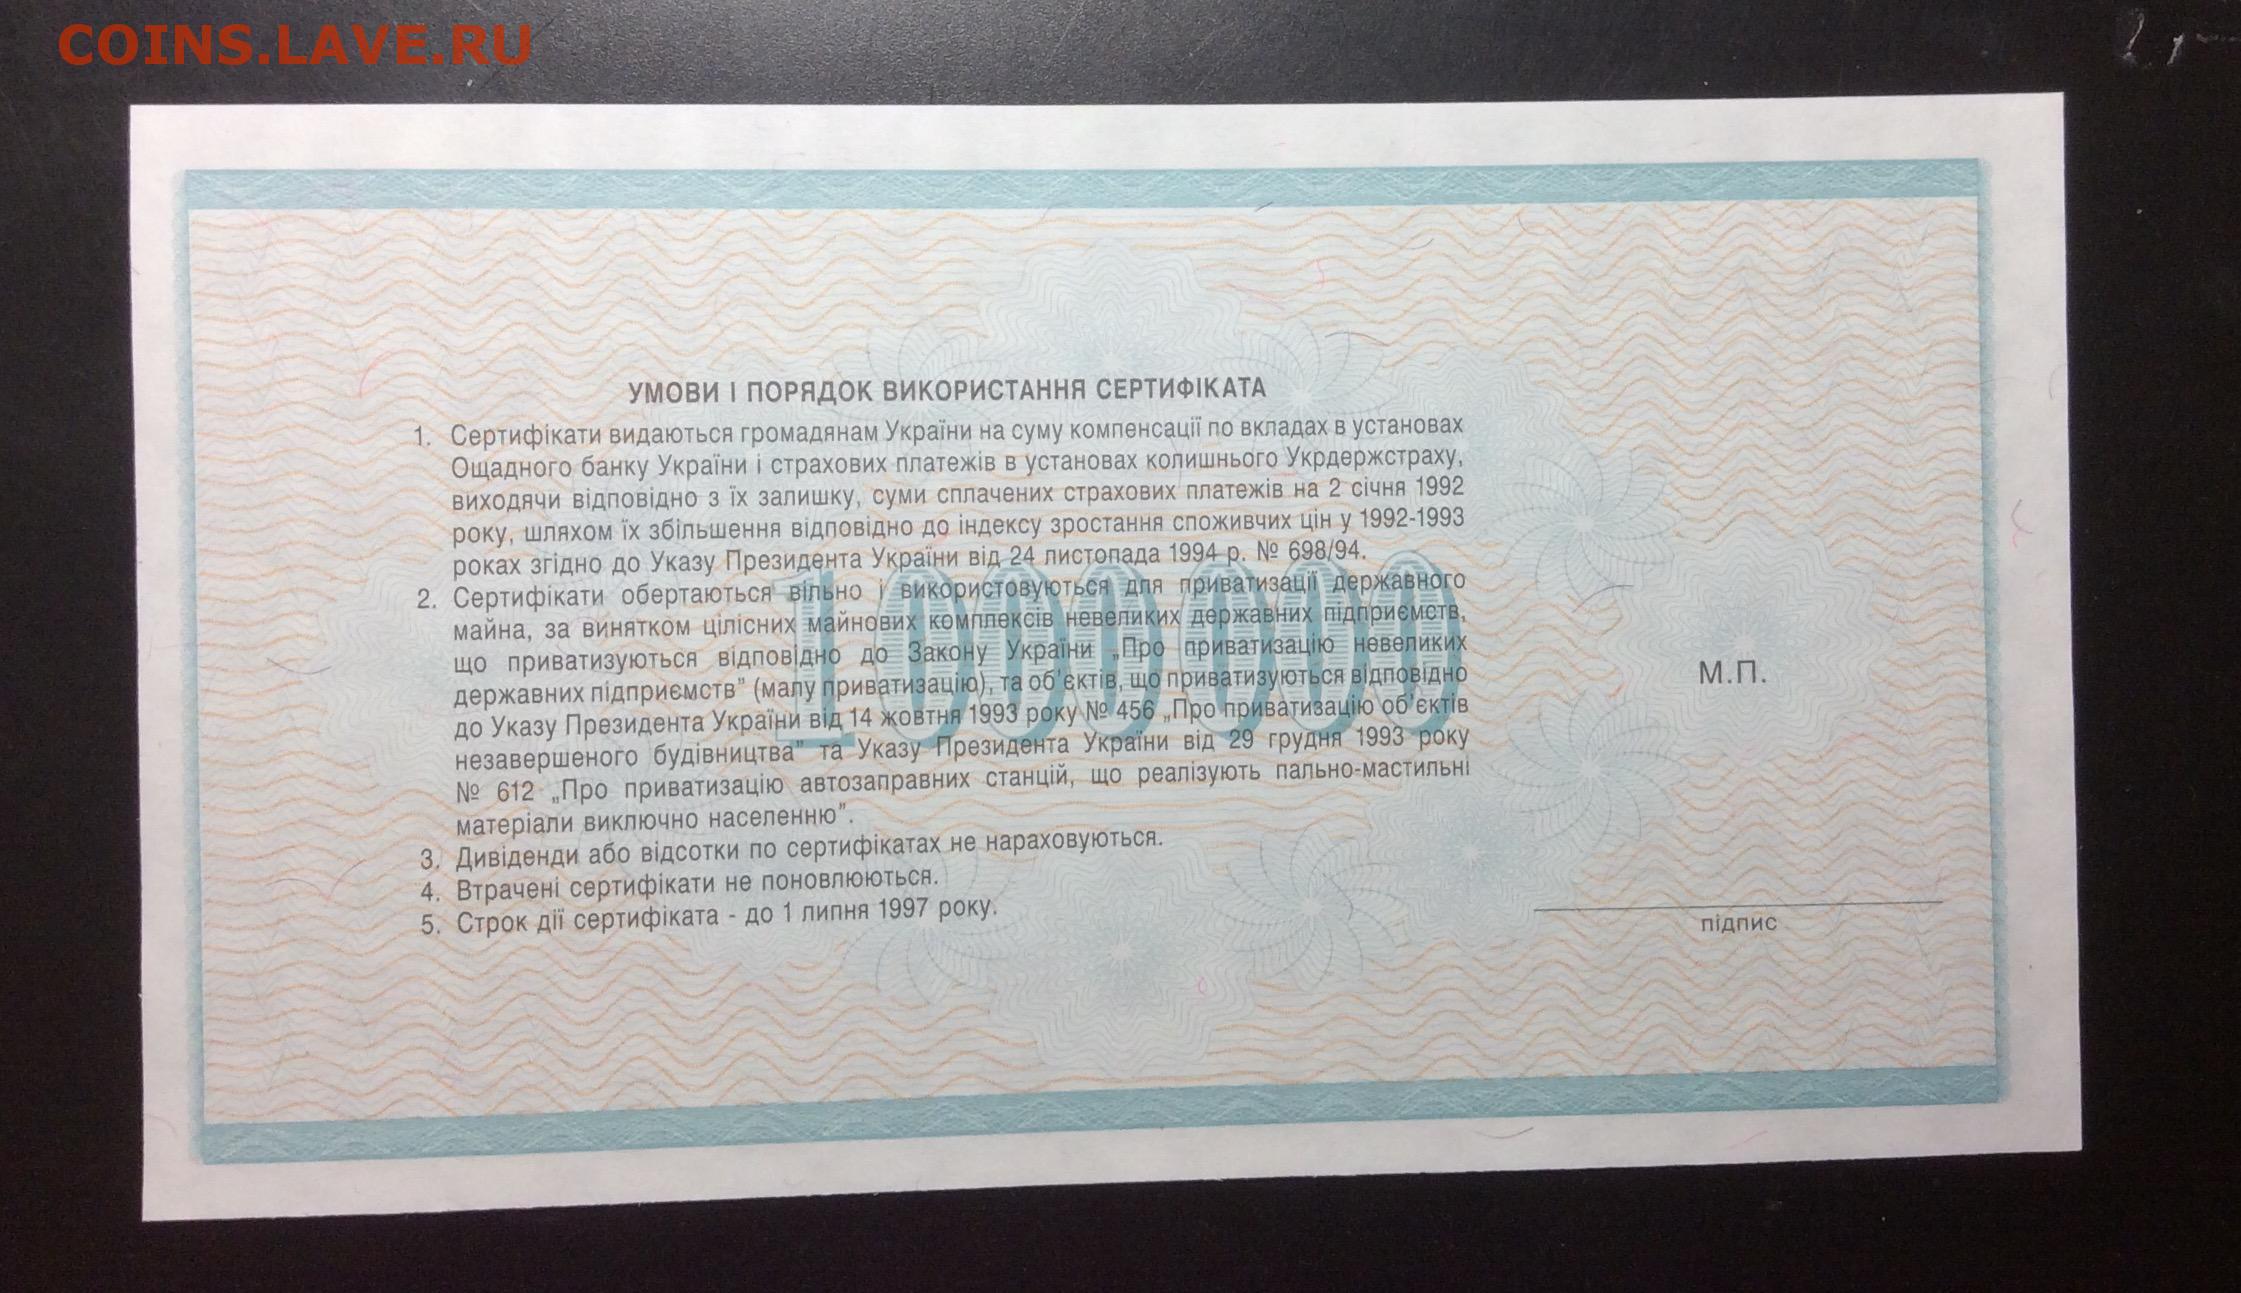 COINS.LAVE.RU
УМОВИ І ПОРЯДОК ВИКОРИСТАННЯ СЕРТИФІКАТА
1. Сертифікати видаються громадянам України на суму компенсації по вкладах в установах
Ощадного банку України і страхових платежів в установах колишнього Укрдержстраху,
виходячи відповідно з їх залишку, суми сплачених страхових платежів на 2 січня 1992
року, шляхом їх збільшення відповідно до індексу зростання споживчих цін у 1992-1993
роках згідно до Указу Президента України від 24 листопада 1994 р. № 698/94.
2. Сертифікати обертаються вільно і використовуються для приватизації державного
майна, за винятком цілісних майнових комплексів невеликих державних підприємств,
що приватизуються відповідно до Закону України „Про приватизацію невеликих
державних підприємств” (малу приватизацію), та об'єктів, що приватизуються відповідно
до Указу Президента України від 14 жовтня 1993 року № 456 „Про приватизацію об'єктів
незавершеного будівництва” та Указу Президента України від 29 грудня 1993 року
№ 612 „Про приватизацію автозаправних станцій, що реалізують пально-мастильні
матеріали виключно населенню”.
3. Дивіденди або відсотки по сертифікатах не нараховуються.
4. Втрачені сертифікати не поновлюються.
5. Строк дії сертифіката - до 1 липня 1997 року.
1000000
М.П.
підпис